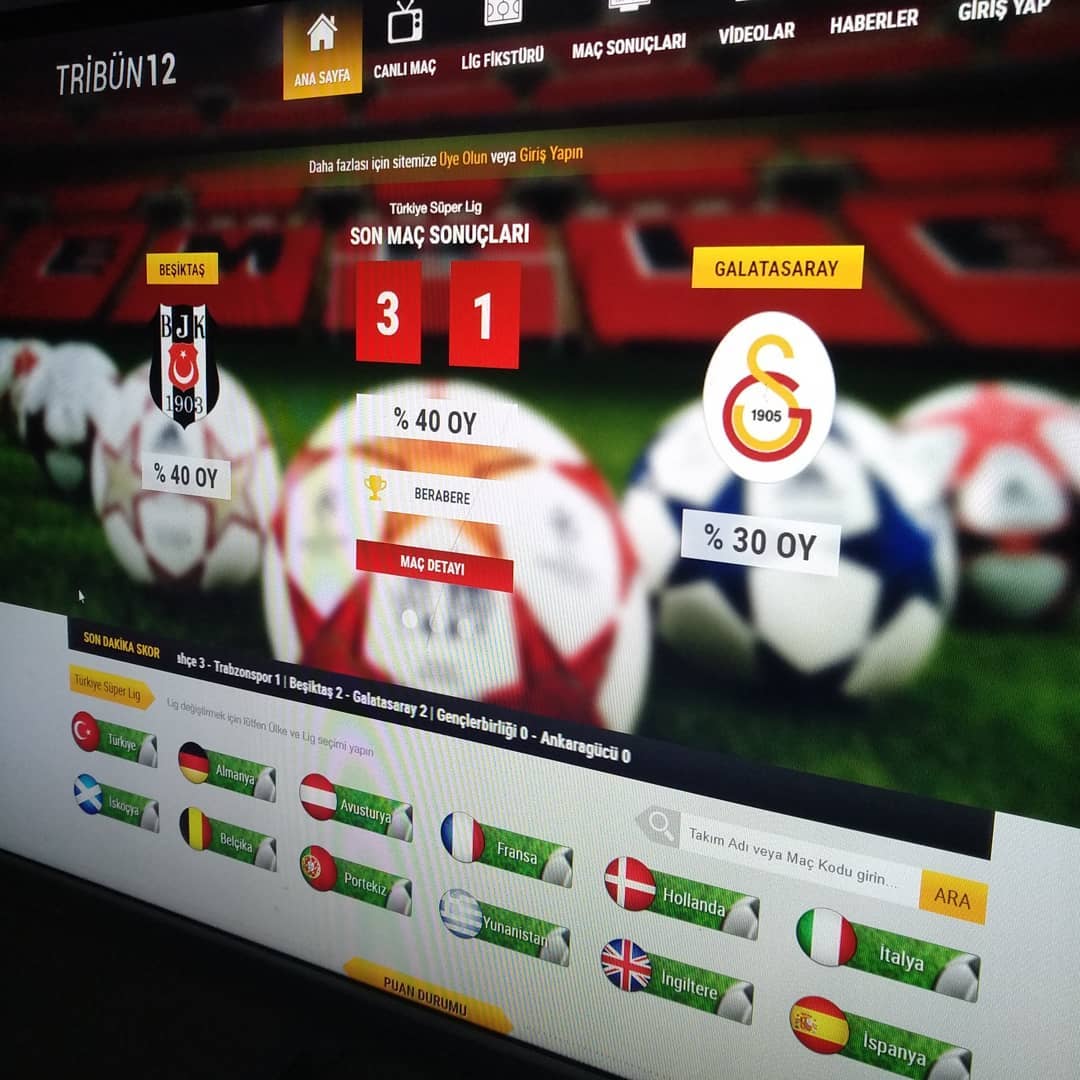 TRİBÜN12
ANA SAYFA
CANLI MAÇ
LİG FİKSTÜRÜ
MAÇ SONUÇLARI
VİDEOLAR
HABERLER
GİRİŞ YAP
Daha fazlası için sitemize Üye Olun veya Giriş Yapın
Türkiye Süper Lig
SON MAÇ SONUÇLARI
BEŞİKTAŞ
3 1
GALATASARAY
BJK
1903
1905
% 40 OY
% 40 OY
BERABERE
% 30 OY
MAÇ DETAYI
SON DAKİKA SKOR
ahçe 3 - Trabzonspor 1 | Beşiktaş 2 - Galatasaray 2 | Gençlerbirliği 0 - Ankaragücü 0
Türkiye Süper Lig
Lig değiştirmek için lütfen Ülke ve Lig seçimi yapın
Takım Adı veya Maç Kodu girin...
ARA
Türkiye
Almanya
Avusturya
Fransa
Hollanda
İtalya
İskoçya
Belçika
Portekiz
Yunanistan
İngiltere
İspanya
PUAN DURUMU